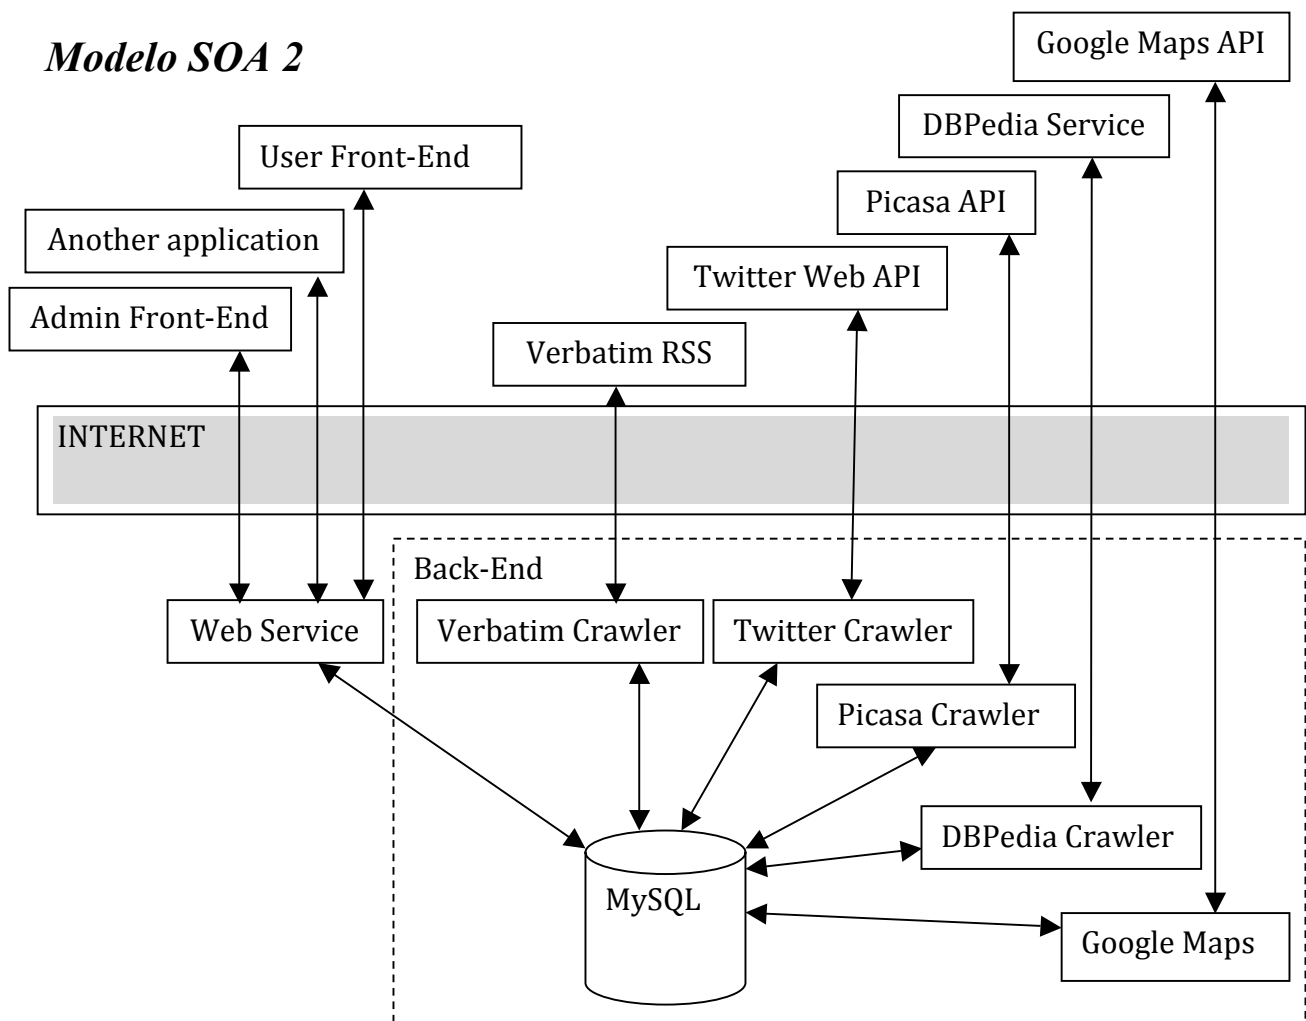 Modelo SOA 2
Google Maps API
DBPedia Service
User Front-End
Picasa API
Another application
Twitter Web API
Admin Front-End
Verbatim RSS
INTERNET
Back-End
Web Service
Verbatim Crawler
Twitter Crawler
Picasa Crawler
DBPedia Crawler
MySQL
Google Maps